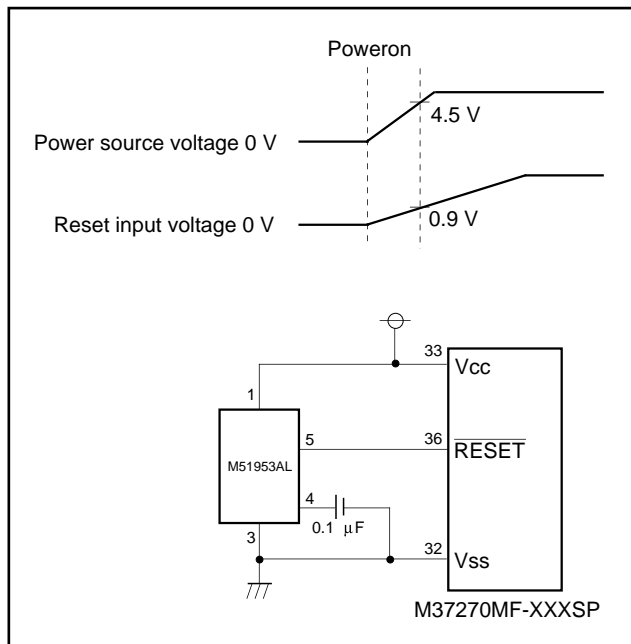 Poweron
4.5 V
Power source voltage 0 V
0.9 V
Reset input voltage 0 V
33
Vcc
1
5
36
RESET
M51953AL
4
0.1 μF
3
32
Vss
M37270MF-XXXSP